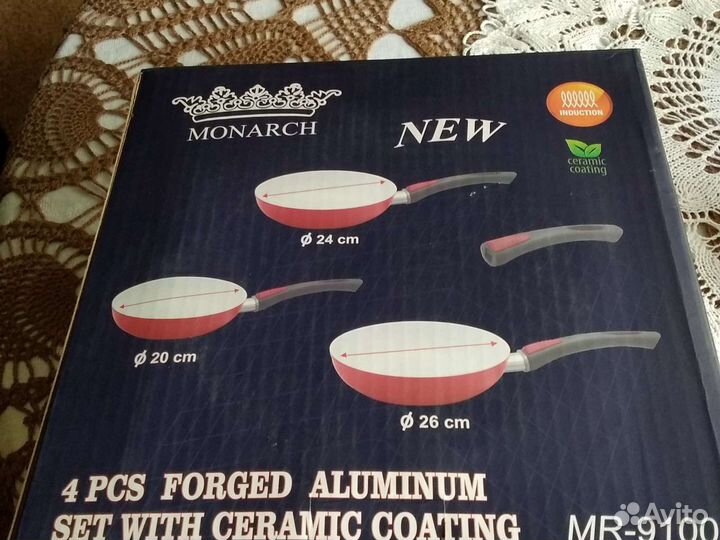 MONARCH
NEW
INDUCTION
ceramic
coating
ϕ 24 cm
ϕ 20 cm
ϕ 26 cm
4 PCS FORGED ALUMINUM
SET WITH CERAMIC COATING
MR-9100
Avito